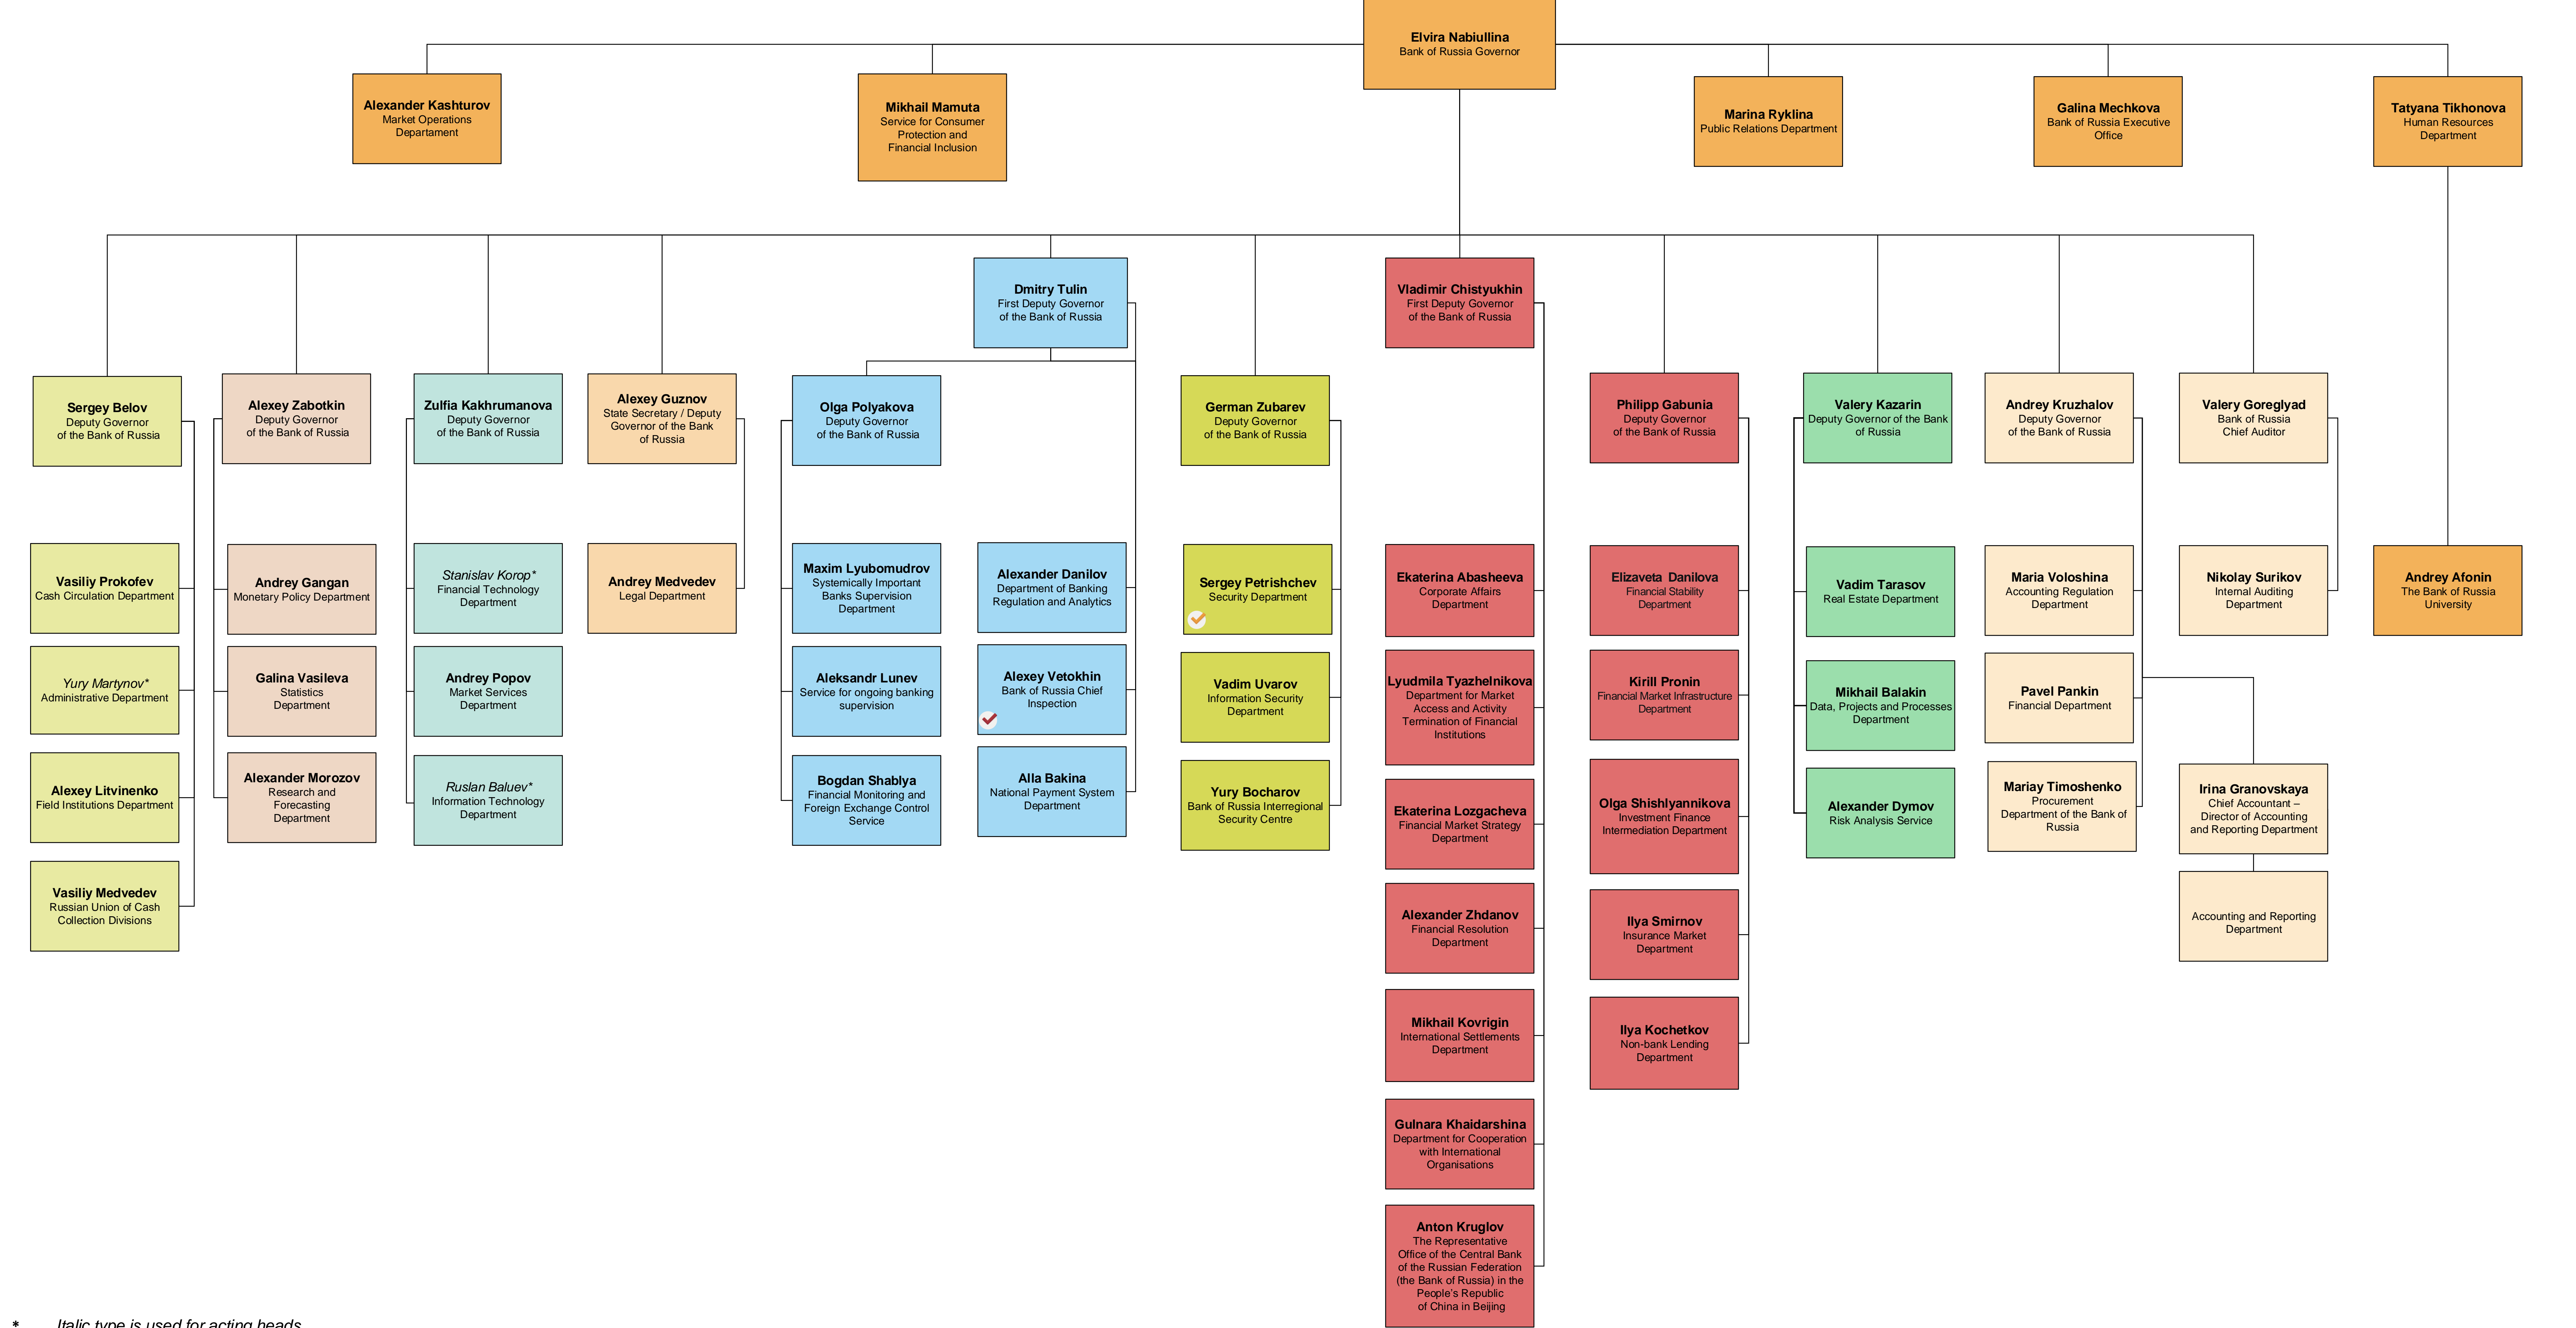 Elvira Nabiullina
Bank of Russia Governor
Alexander Kashturov
Market Operations
Departament
Mikhail Mamuta
Service for Consumer
Protection and
Financial Inclusion
Marina Ryklina
Public Relations Department
Galina Mechkova
Bank of Russia Executive
Office
Tatyana Tikhonova
Human Resources
Department
Dmitry Tulin
First Deputy Governor
of the Bank of Russia
Vladimir Chistyukhin
First Deputy Governor
of the Bank of Russia
Sergey Belov
Deputy Governor
of the Bank of Russia
Alexey Zabotkin
Deputy Governor
of the Bank of Russia
Zulfia Kakhrumanova
Deputy Governor
of the Bank of Russia
Alexey Guznov
State Secretary / Deputy
Governor of the Bank
of Russia
Olga Polyakova
Deputy Governor
of the Bank of Russia
German Zubarev
Deputy Governor
of the Bank of Russia
Philipp Gabunia
Deputy Governor
of the Bank of Russia
Valery Kazarin
Deputy Governor of the Bank
of Russia
Andrey Kruzhalov
Deputy Governor
of the Bank of Russia
Valery Goreglyad
Bank of Russia
Chief Auditor
Vasiliy Prokofev
Cash Circulation Department
Andrey Gangan
Monetary Policy Department
Stanislav Korop*
Financial Technology
Department
Andrey Medvedev
Legal Department
Maxim Lyubomudrov
Systemically Important
Banks Supervision
Department
Alexander Danilov
Department of Banking
Regulation and Analytics
Sergey Petrishchev
Security Department
Ekaterina Abasheeva
Corporate Affairs
Department
Elizaveta Danilova
Financial Stability
Department
Vadim Tarasov
Real Estate Department
Maria Voloshina
Accounting Regulation
Department
Nikolay Surikov
Internal Auditing
Department
Andrey Afonin
The Bank of Russia
University
Yury Martynov*
Administrative Department
Galina Vasileva
Statistics
Department
Andrey Popov
Market Services
Department
Aleksandr Lunev
Service for ongoing banking
supervision
Alexey Vetokhin
Bank of Russia Chief
Inspection
Vadim Uvarov
Information Security
Department
Lyudmila Tyazhelnikova
Department for Market
Access and Activity
Termination of Financial
Institutions
Kirill Pronin
Financial Market Infrastructure
Department
Mikhail Balakin
Data, Projects and Processes
Department
Pavel Pankin
Financial Department
Alexey Litvinenko
Field Institutions Department
Alexander Morozov
Research and
Forecasting
Department
Ruslan Baluev*
Information Technology
Department
Bogdan Shablya
Financial Monitoring and
Foreign Exchange Control
Service
Alla Bakina
National Payment System
Department
Yury Bocharov
Bank of Russia Interregional
Security Centre
Ekaterina Lozgacheva
Financial Market Strategy
Department
Olga Shishlyannikova
Investment Finance
Intermediation Department
Alexander Dymov
Risk Analysis Service
Mariay Timoshenko
Procurement
Department of the Bank of
Russia
Irina Granovskaya
Chief Accountant –
Director of Accounting
and Reporting Department
Vasiliy Medvedev
Russian Union of Cash
Collection Divisions
Alexander Zhdanov
Financial Resolution
Department
Ilya Smirnov
Insurance Market
Department
Accounting and Reporting
Department
Mikhail Kovrigin
International Settlements
Department
Ilya Kochetkov
Non-bank Lending
Department
Gulnara Khaidarshina
Department for Cooperation
with International
Organisations
Anton Kruglov
The Representative
Office of the Central Bank
of the Russian Federation
(the Bank of Russia) in the
People's Republic
of China in Beijing
* Italic type is used for acting heads